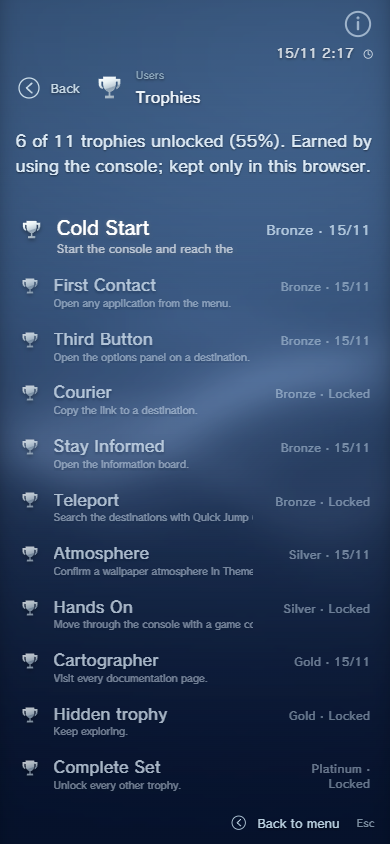 15/11 2:17
Back
Users
Trophies
6 of 11 trophies unlocked (55%). Earned by
using the console; kept only in this browser.
Cold Start
Bronze · 15/11
Start the console and reach the
First Contact
Bronze · 15/11
Open any application from the menu.
Third Button
Bronze · 15/11
Open the options panel on a destination.
Courier
Bronze · Locked
Copy the link to a destination.
Stay Informed
Bronze · 15/11
Open the information board.
Teleport
Bronze · Locked
Search the destinations with Quick Jump
Atmosphere
Silver · 15/11
Confirm a wallpaper atmosphere in Theme
Hands On
Silver · Locked
Move through the console with a game
Cartographer
Gold · 15/11
Visit every documentation page.
Hidden trophy
Gold · Locked
Keep exploring.
Complete Set
Platinum ·
Locked
Unlock every other trophy.
Back to menu Esc